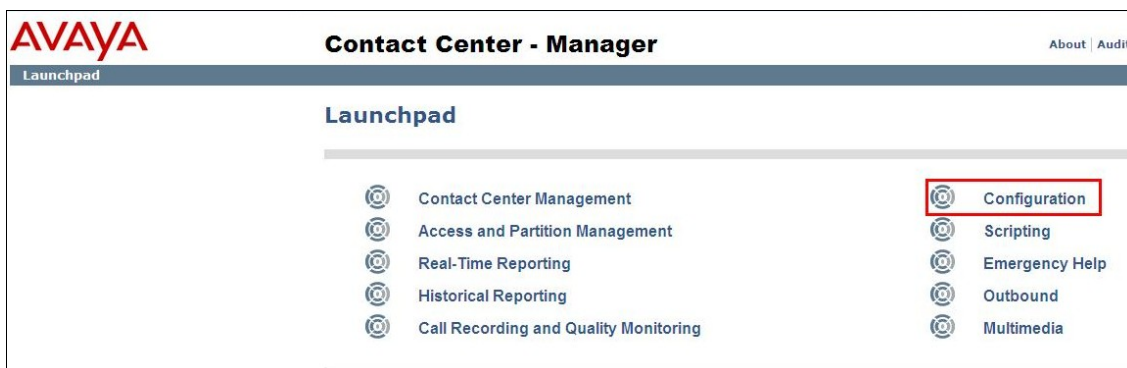 AVAYA
Contact Center - Manager
About | Audit
Launchpad
Launchpad
Contact Center Management
Configuration
Access and Partition Management
Scripting
Real-Time Reporting
Emergency Help
Historical Reporting
Outbound
Call Recording and Quality Monitoring
Multimedia